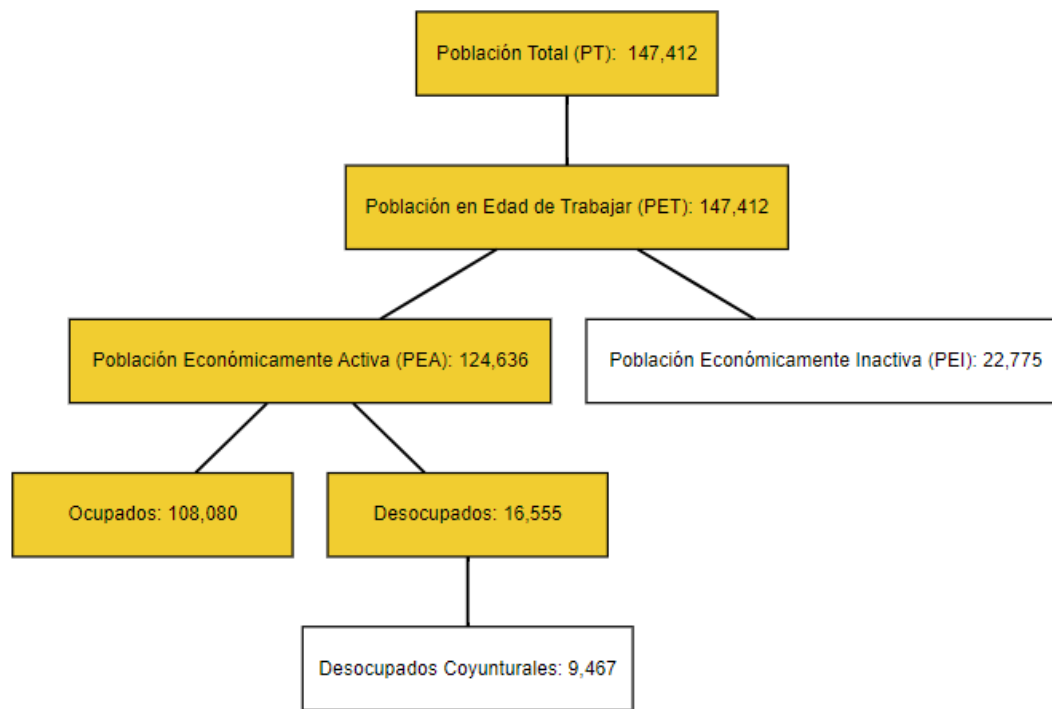 Población Total (PT):  147,412
Población en Edad de Trabajar (PET): 147,412
Población Económicamente Activa (PEA): 124,636
Población Económicamente Inactiva (PEI): 22,775
Ocupados: 108,080
Desocupados: 16,555
Desocupados Coyunturales: 9,467